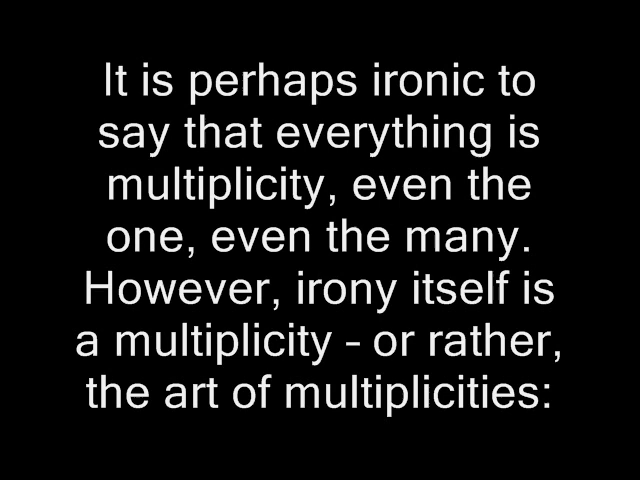 It is perhaps ironic to
say that everything is
multiplicity, even the
one, even the many.
However, irony itself is
a multiplicity – or rather,
the art of multiplicities: